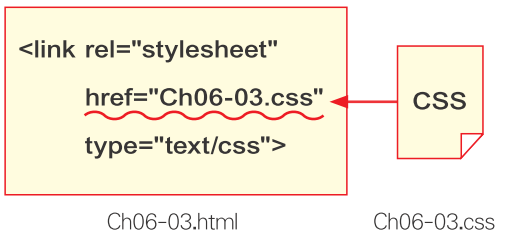 <link rel="stylesheet"
href="Ch06-03.css"
type="text/css">
CSS
Ch06-03.html
Ch06-03.css